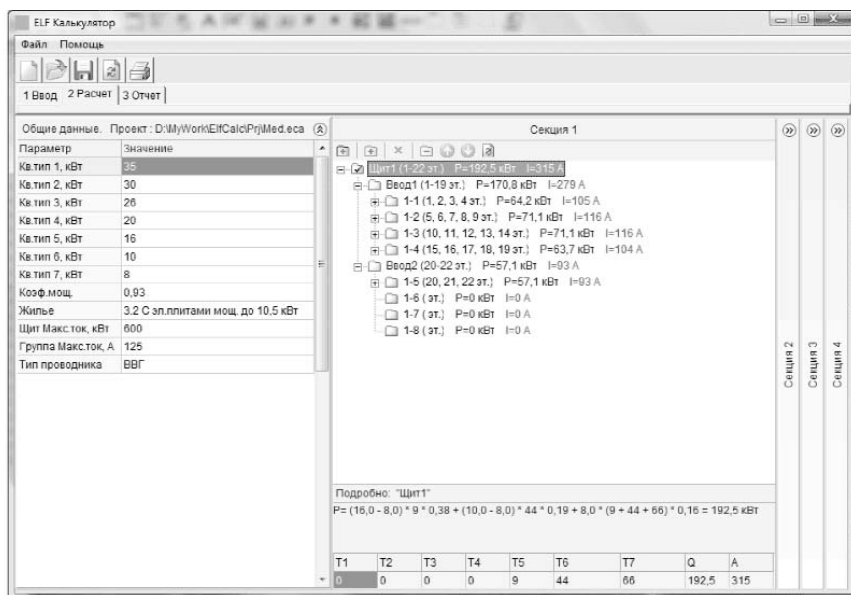 ELF Калькулятор
Файл Помощь
1 Ввод 2 Расчет 3 Отчет
Общие данные. Проект : D:\MyWork\ElfCalc\Prj\Med.eca
Параметр Значение
Кв.тип 1, кВт 35
Кв.тип 2, кВт 30
Кв.тип 3, кВт 26
Кв.тип 4, кВт 20
Кв.тип 5, кВт 16
Кв.тип 6, кВт 10
Кв.тип 7, кВт 8
Коэф.мощ. 0,93
Жилье 3.2 С эл.плитами мощ. до 10,5 кВт
Щит Макс.ток, кВт 600
Группа Макс.ток, А 125
Тип проводника ВВГ
Секция 1
Щит1 (1-22 эт.) P=192,5 кВт I=315 А
Ввод1 (1-19 эт.) P=170,8 кВт I=279 А
1-1 (1, 2, 3, 4 эт.) P=64,2 кВт I=105 А
1-2 (5, 6, 7, 8, 9 эт.) P=71,1 кВт I=116 А
1-3 (10, 11, 12, 13, 14 эт.) P=71,1 кВт I=116 А
1-4 (15, 16, 17, 18, 19 эт.) P=63,7 кВт I=104 А
Ввод2 (20-22 эт.) P=57,1 кВт I=93 А
1-5 (20, 21, 22 эт.) P=57,1 кВт I=93 А
1-6 ( эт.) P=0 кВт I=0 А
1-7 ( эт.) P=0 кВт I=0 А
1-8 ( эт.) P=0 кВт I=0 А
Подробно: "Щит1"
P= (16,0 - 8,0) * 9 * 0,38 + (10,0 - 8,0) * 44 * 0,19 + 8,0 * (9 + 44 + 66) * 0,16 = 192,5 кВт
T1 T2 T3 T4 T5 T6 T7 Q A
0 0 0 0 9 44 66 192,5 315
Секция 2
Секция 3
Секция 4